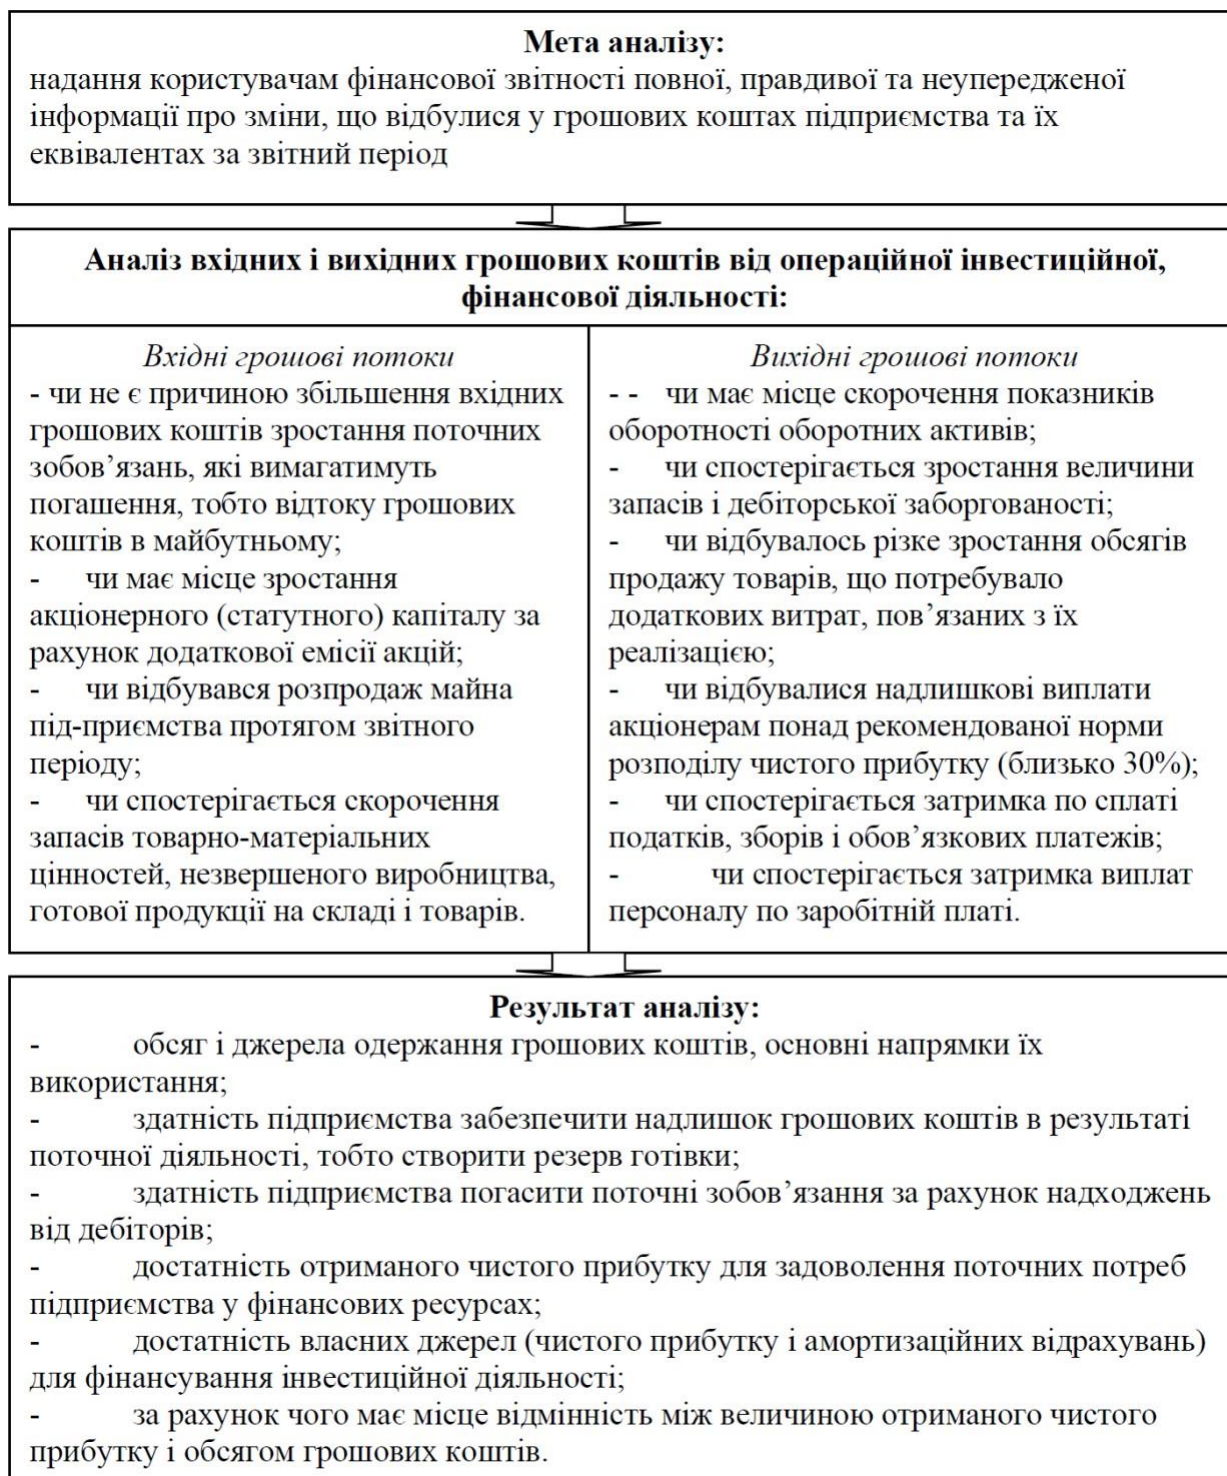 Мета аналізу:
надання користувачам фінансової звітності повної, правдивої та неупередженої
інформації про зміни, що відбулися у грошових коштах підприємства та їх
еквівалентах за звітний період
Аналіз вхідних і вихідних грошових коштів від операційної інвестиційної,
фінансової діяльності:
Вхідні грошові потоки
- чи не є причиною збільшення вхідних
грошових коштів зростання поточних
зобов’язань, які вимагатимуть
погашення, тобто відтоку грошових
коштів в майбутньому;
- чи має місце зростання
акціонерного (статутного) капіталу за
рахунок додаткової емісії акцій;
- чи відбувався розпродаж майна
під-приємства протягом звітного
періоду;
- чи спостерігається скорочення
запасів товарно-матеріальних
цінностей, незвершеного виробництва,
готової продукції на складі і товарів.
Вихідні грошові потоки
- - чи має місце скорочення показників
оборотності оборотних активів;
- чи спостерігається зростання величини
запасів і дебіторської заборгованості;
- чи відбувалось різке зростання обсягів
продажу товарів, що потребувало
додаткових витрат, пов’язаних з їх
реалізацією;
- чи відбувалися надлишкові виплати
акціонерам понад рекомендованої норми
розподілу чистого прибутку (близько 30%);
- чи спостерігається затримка по сплаті
податків, зборів і обов’язкових платежів;
- чи спостерігається затримка виплат
персоналу по заробітній платі.
Результат аналізу:
- обсяг і джерела одержання грошових коштів, основні напрямки їх
використання;
- здатність підприємства забезпечити надлишок грошових коштів в результаті
поточної діяльності, тобто створити резерв готівки;
- здатність підприємства погасити поточні зобов’язання за рахунок надходжень
від дебіторів;
- достатність отриманого чистого прибутку для задоволення поточних потреб
підприємства у фінансових ресурсах;
- достатність власних джерел (чистого прибутку і амортизаційних відрахувань)
для фінансування інвестиційної діяльності;
- за рахунок чого має місце відмінність між величиною отриманого чистого
прибутку і обсягом грошових коштів.